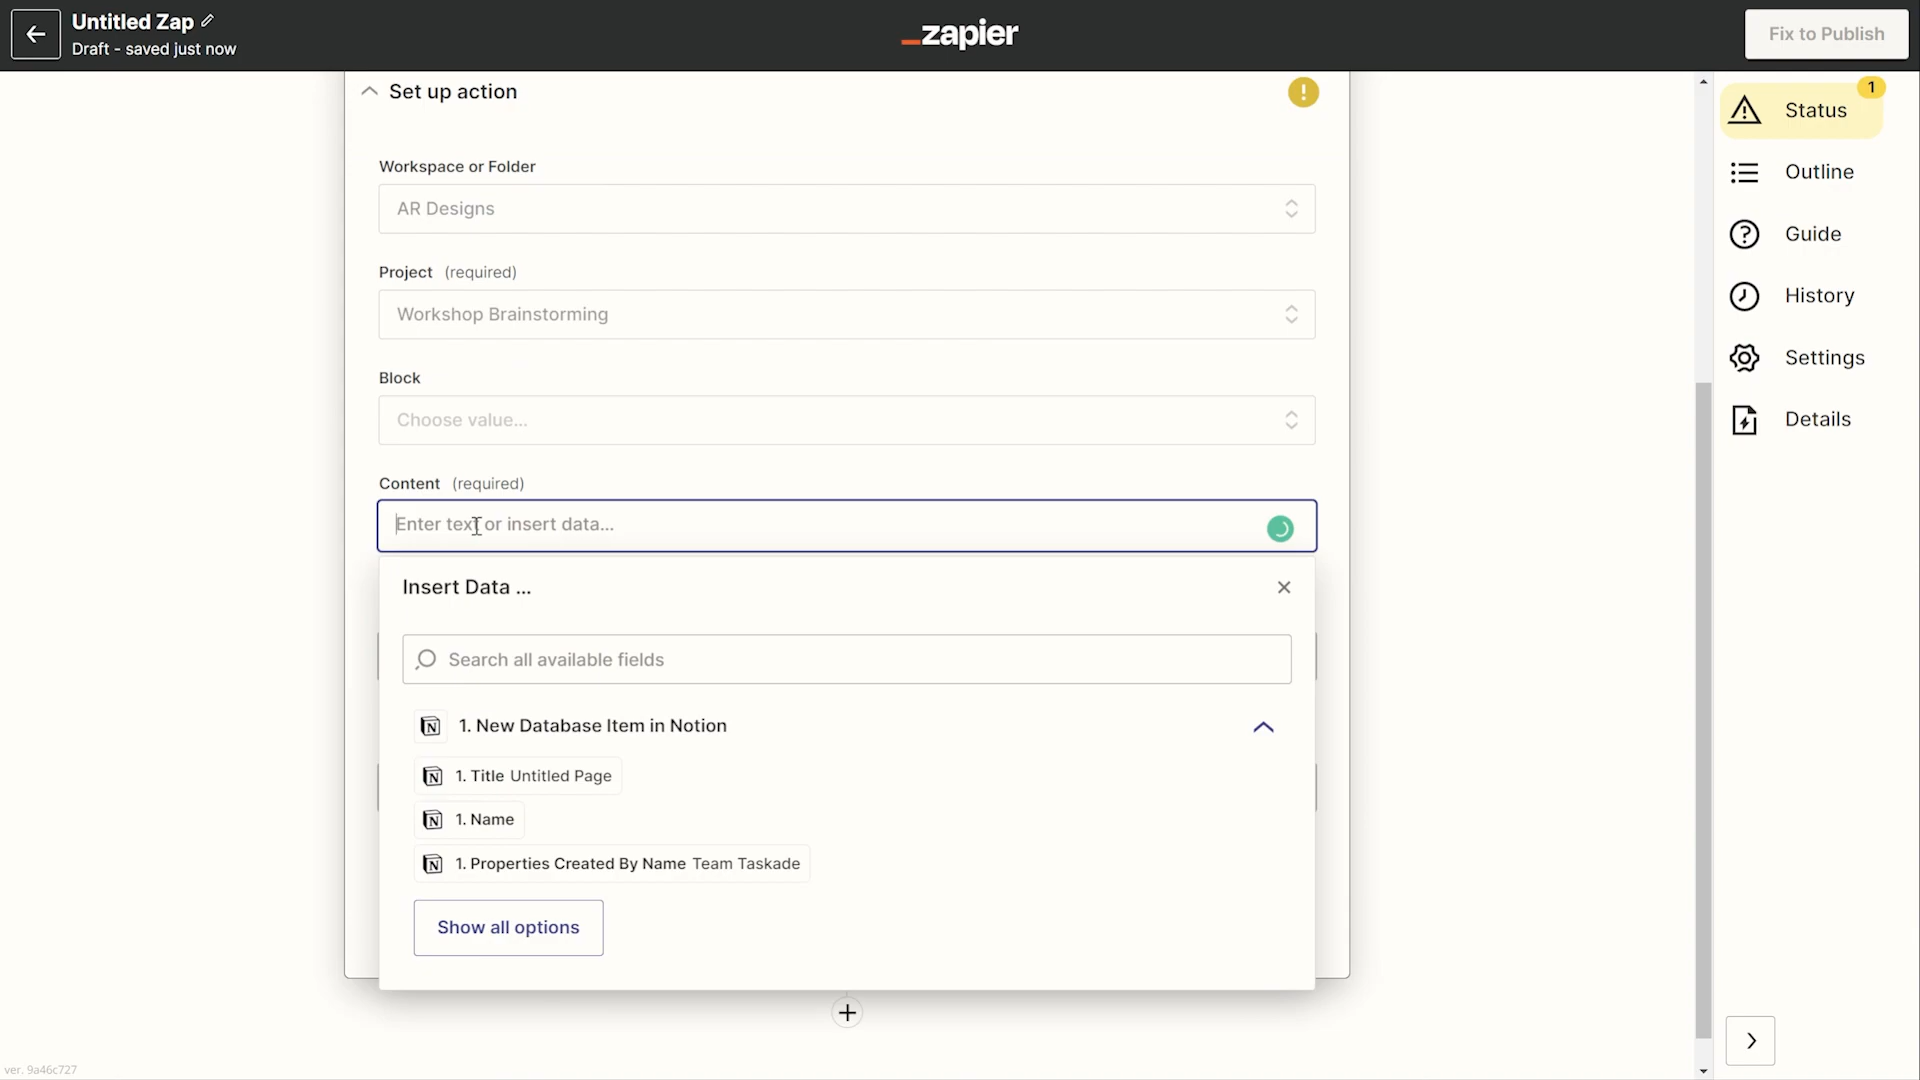 Untitled Zap
Draft - saved just now
zapier
Fix to Publish
Set up action
!
1
Status
Outline
Guide
History
Settings
Details
Workspace or Folder
AR Designs
Project (required)
Workshop Brainstorming
Block
Choose value...
Content (required)
Enter text or insert data...
Insert Data ...
Search all available fields
1. New Database Item in Notion
1. Title Untitled Page
1. Name
1. Properties Created By Name Team Taskade
Show all options
ver. 9a46c727